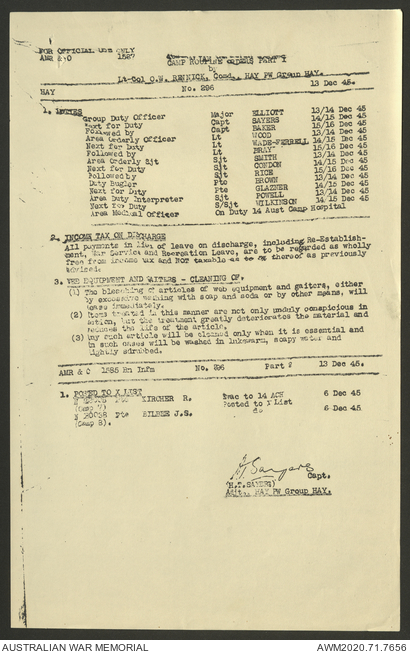 FOR OFFICIAL USE ONLY
AMR & O 1587
CAMP ROUTINE ORDERS PART I
by
Lt-Col C.N. RENNICK, Comd., HAY PW Group HAY.
HAY No. 296 13 Dec 45.
1. DUTIES
Group Duty Officer Major ELLIOTT 13/14 Dec 45
Next for Duty Capt SAYERS 14/15 Dec 45
Followed by Capt BAKER 15/16 Dec 45
Area Orderly Officer Lt WOOD 13/14 Dec 45
Next for Duty Lt WADE-FERRELL 14/15 Dec 45
Followed by Lt BRAY 15/16 Dec 45
Area Orderly Sjt Sjt SMITH 13/14 Dec 45
Next for Duty Sjt CONDON 14/15 Dec 45
Followed by Sjt RICE 15/16 Dec 45
Duty Bugler Pte BROWN 13/14 Dec 45
Next for Duty Pte GLAZNER 14/15 Dec 45
Area Duty Interpreter Sjt POWELL 13/14 Dec 45
Next for Duty S/Sjt WILKINSON 14/15 Dec 45
Area Medical Officer On Duty 14 Aust Camp Hospital
2. INCOME TAX ON DISCHARGE
All payments in lieu of leave on discharge, including Re-Establish-
ment, War Service and Recreation Leave, are to be regarded as wholly
free from income tax and NOT taxable as to thereof as previously
advised.
3. WEB EQUIPMENT AND GAITERS - CLEANING OF.
(1) The bleaching of articles of web equipment and gaiters, either
by excessive washing with soap and soda or by other means, will
cease immediately.
(2) Items treated in this manner are not only unduly conspicious in
action, but the treatment greatly deteriorates the material and
reduces the life of the article.
(3) Any such article will be cleaned only when it is essential and
in such cases will be washed in lukewarm, soapy water and
lightly scrubbed.
AMR & O 1585 Bn Infm No. 296 Part 2 13 Dec 45.
1. POSTED TO X LIST
Pte KIRCHER R. Evac to 14 ACH 6 Dec 45
(Camp 7) Posted to X List
Pte BILBIE J.S. do 6 Dec 45
(Camp 8).
H.T. Sayers
Capt.
(H.T. SAYERS)
Adjt. HAY PW Group HAY.
AUSTRALIAN WAR MEMORIAL AWM2020.71.7656